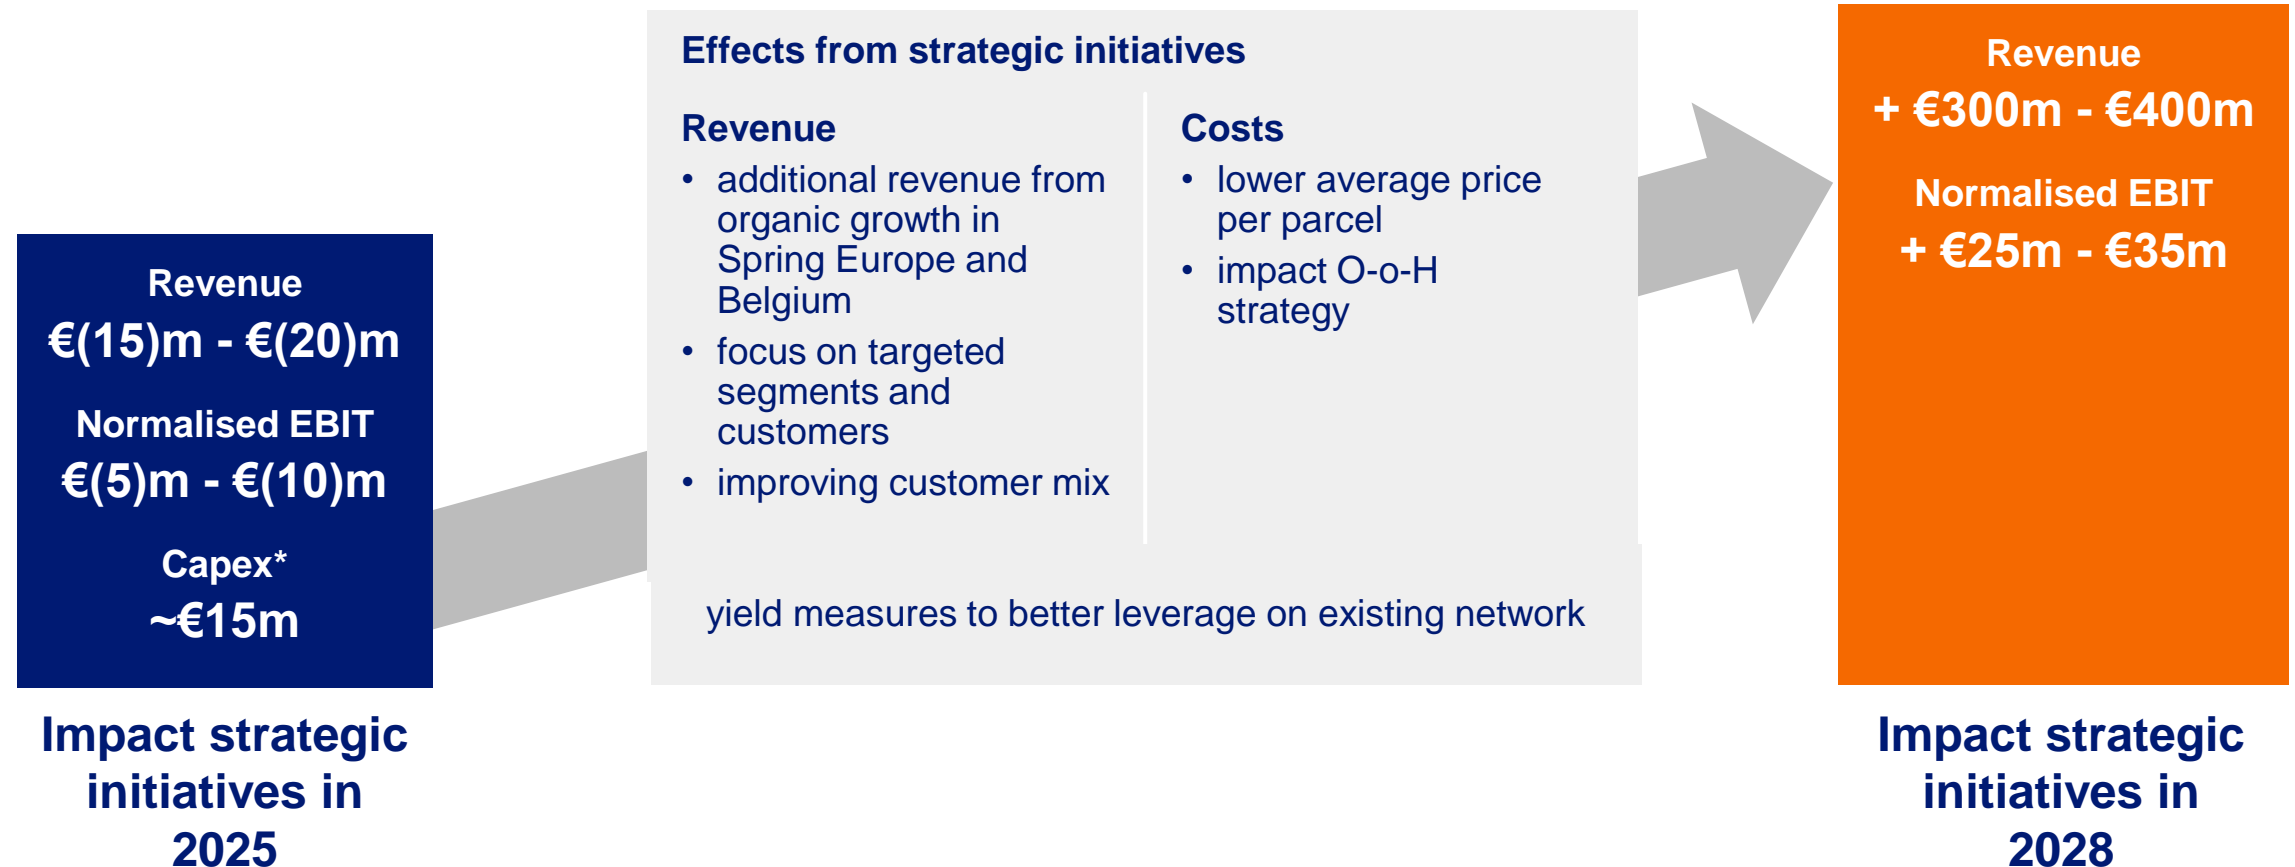 Revenue
€(15)m - €(20)m
Normalised EBIT
€(5)m - €(10)m
Capex*
~€15m
Impact strategic
initiatives in
2025
Effects from strategic initiatives
Revenue
• additional revenue from
organic growth in
Spring Europe and
Belgium
• focus on targeted
segments and
customers
• improving customer mix
Costs
• lower average price
per parcel
• impact O-o-H
strategy
yield measures to better leverage on existing network
Revenue
+ €300m - €400m
Normalised EBIT
+ €25m - €35m
Impact strategic
initiatives in
2028